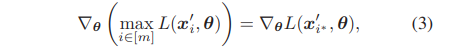 ∇_θ ( max_{i∈[m]} L(x′_i, θ) ) = ∇_θ L(x′_{i*}, θ), (3)